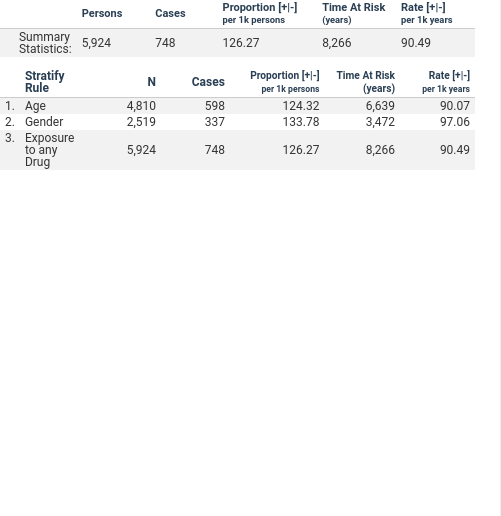 Persons Cases Proportion [+|-] Time At Risk Rate [+|-]
per 1k persons (years) per 1k years
Summary
Statistics: 5,924 748 126.27 8,266 90.49
Stratify
Rule N Cases Proportion [+|-] Time At Risk Rate [+|-]
per 1k persons (years) per 1k years
1. Age 4,810 598 124.32 6,639 90.07
2. Gender 2,519 337 133.78 3,472 97.06
3. Exposure
to any 5,924 748 126.27 8,266 90.49
Drug